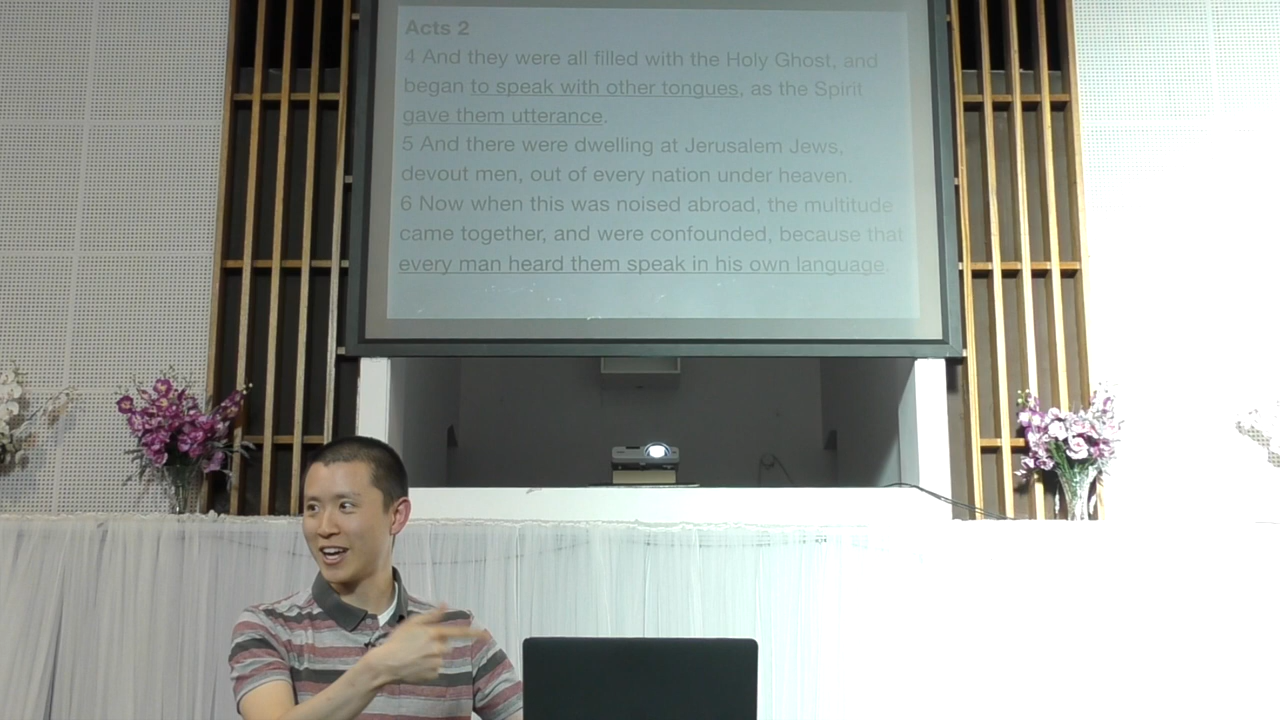 Acts 2
4 And they were all filled with the Holy Ghost, and
began to speak with other tongues, as the Spirit
gave them utterance.
5 And there were dwelling at Jerusalem Jews,
devout men, out of every nation under heaven.
6 Now when this was noised abroad, the multitude
came together, and were confounded, because that
every man heard them speak in his own language.